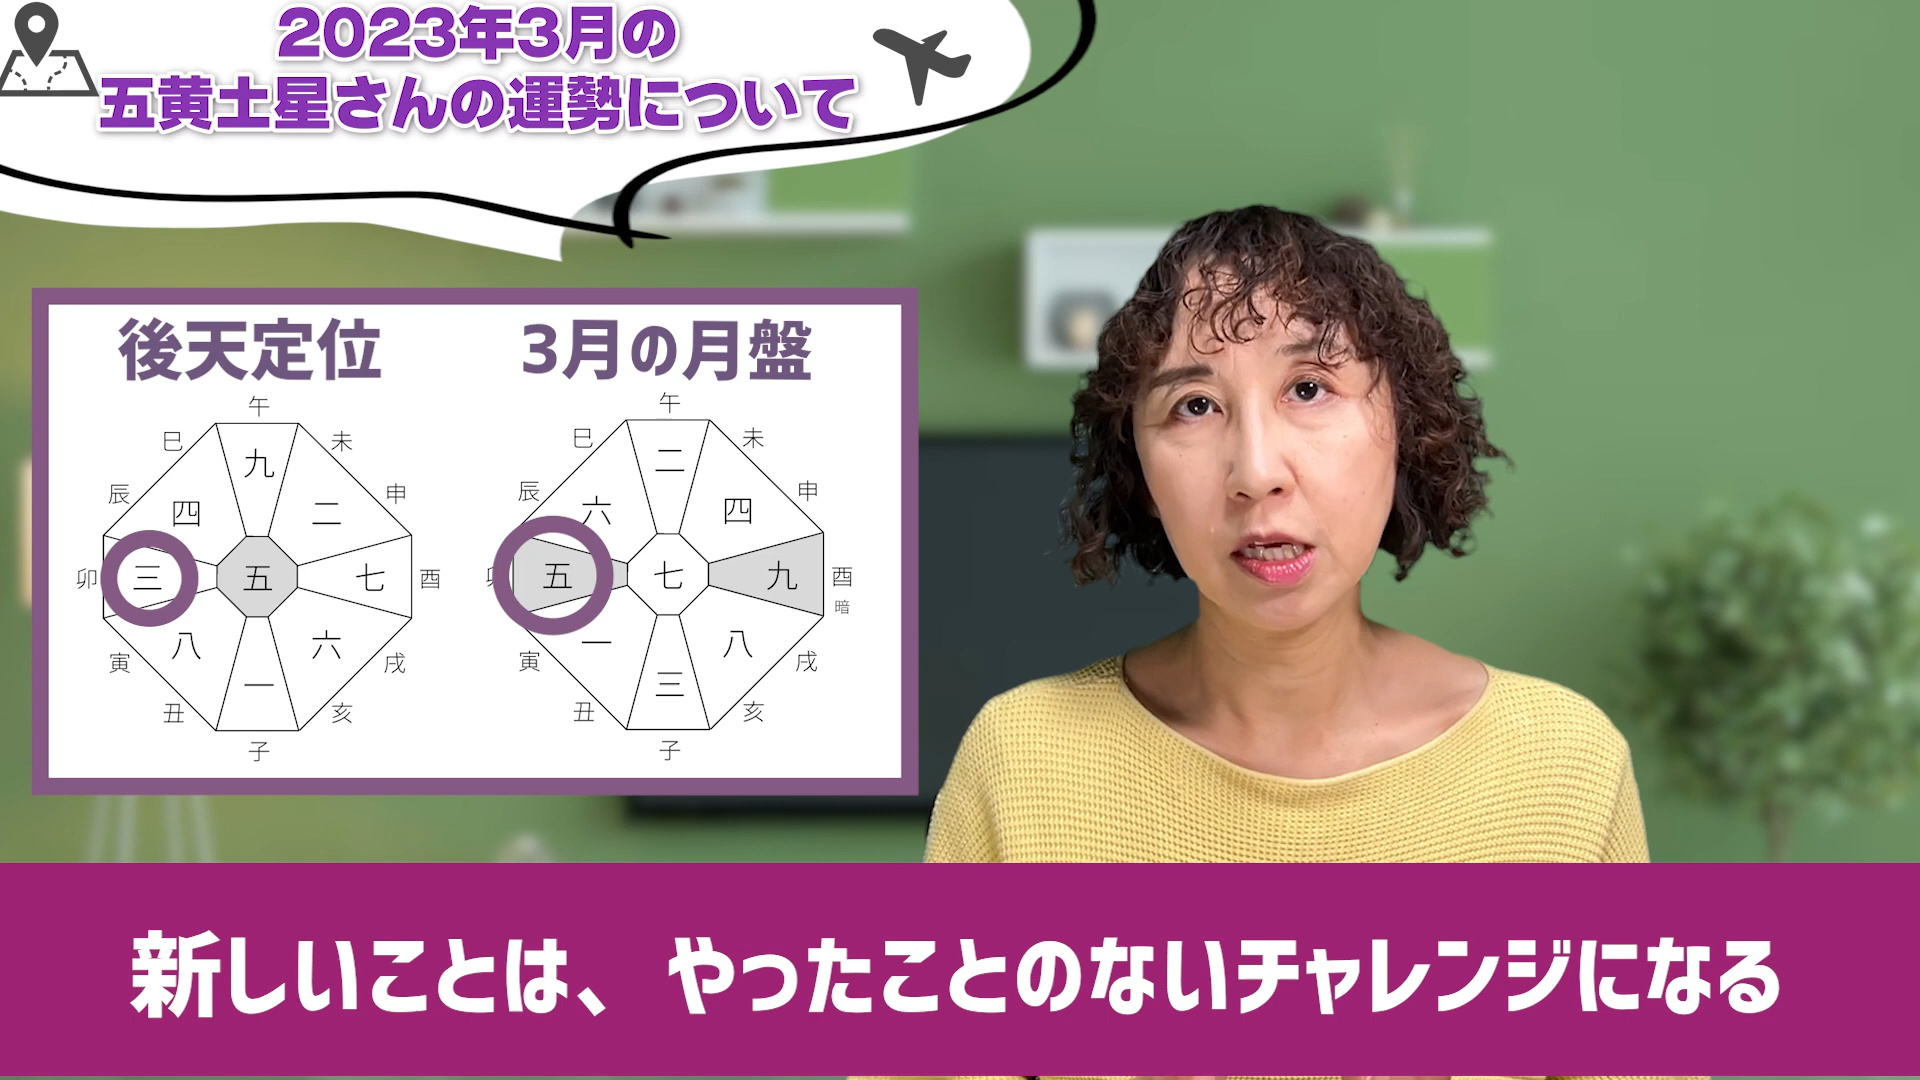 2023年3月の
五黄土星さんの運勢について
後天定位
午
巳 未
九
辰 申
四 二
卯 三 五 七 酉
八 六
寅 戌
一
丑 亥
子
3月の月盤
午
巳 未
二
辰 申
六 四
五 七 九 酉
暗
一 八
寅 戌
三
丑 亥
子
新しいことは、やったことのないチャレンジになる